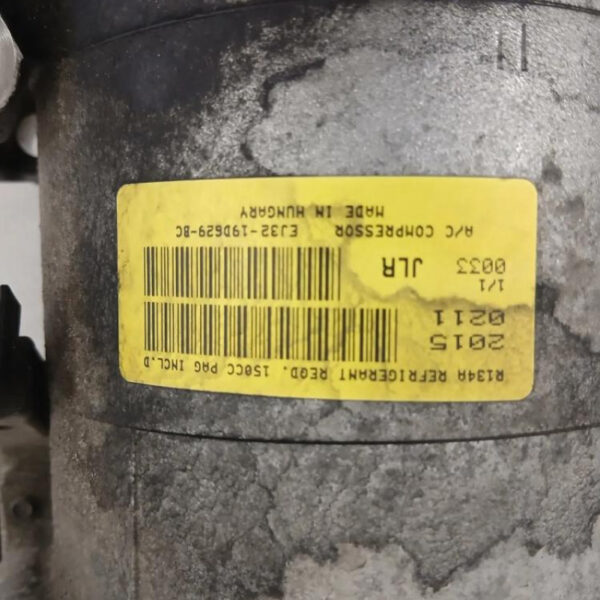 R134A REFRIGERANT REQD. 150CC PAG INCL.D
2015
0211
1/1
0033 JLR
A/C COMPRESSOR EJ32-19D629-BC
MADE IN HUNGARY